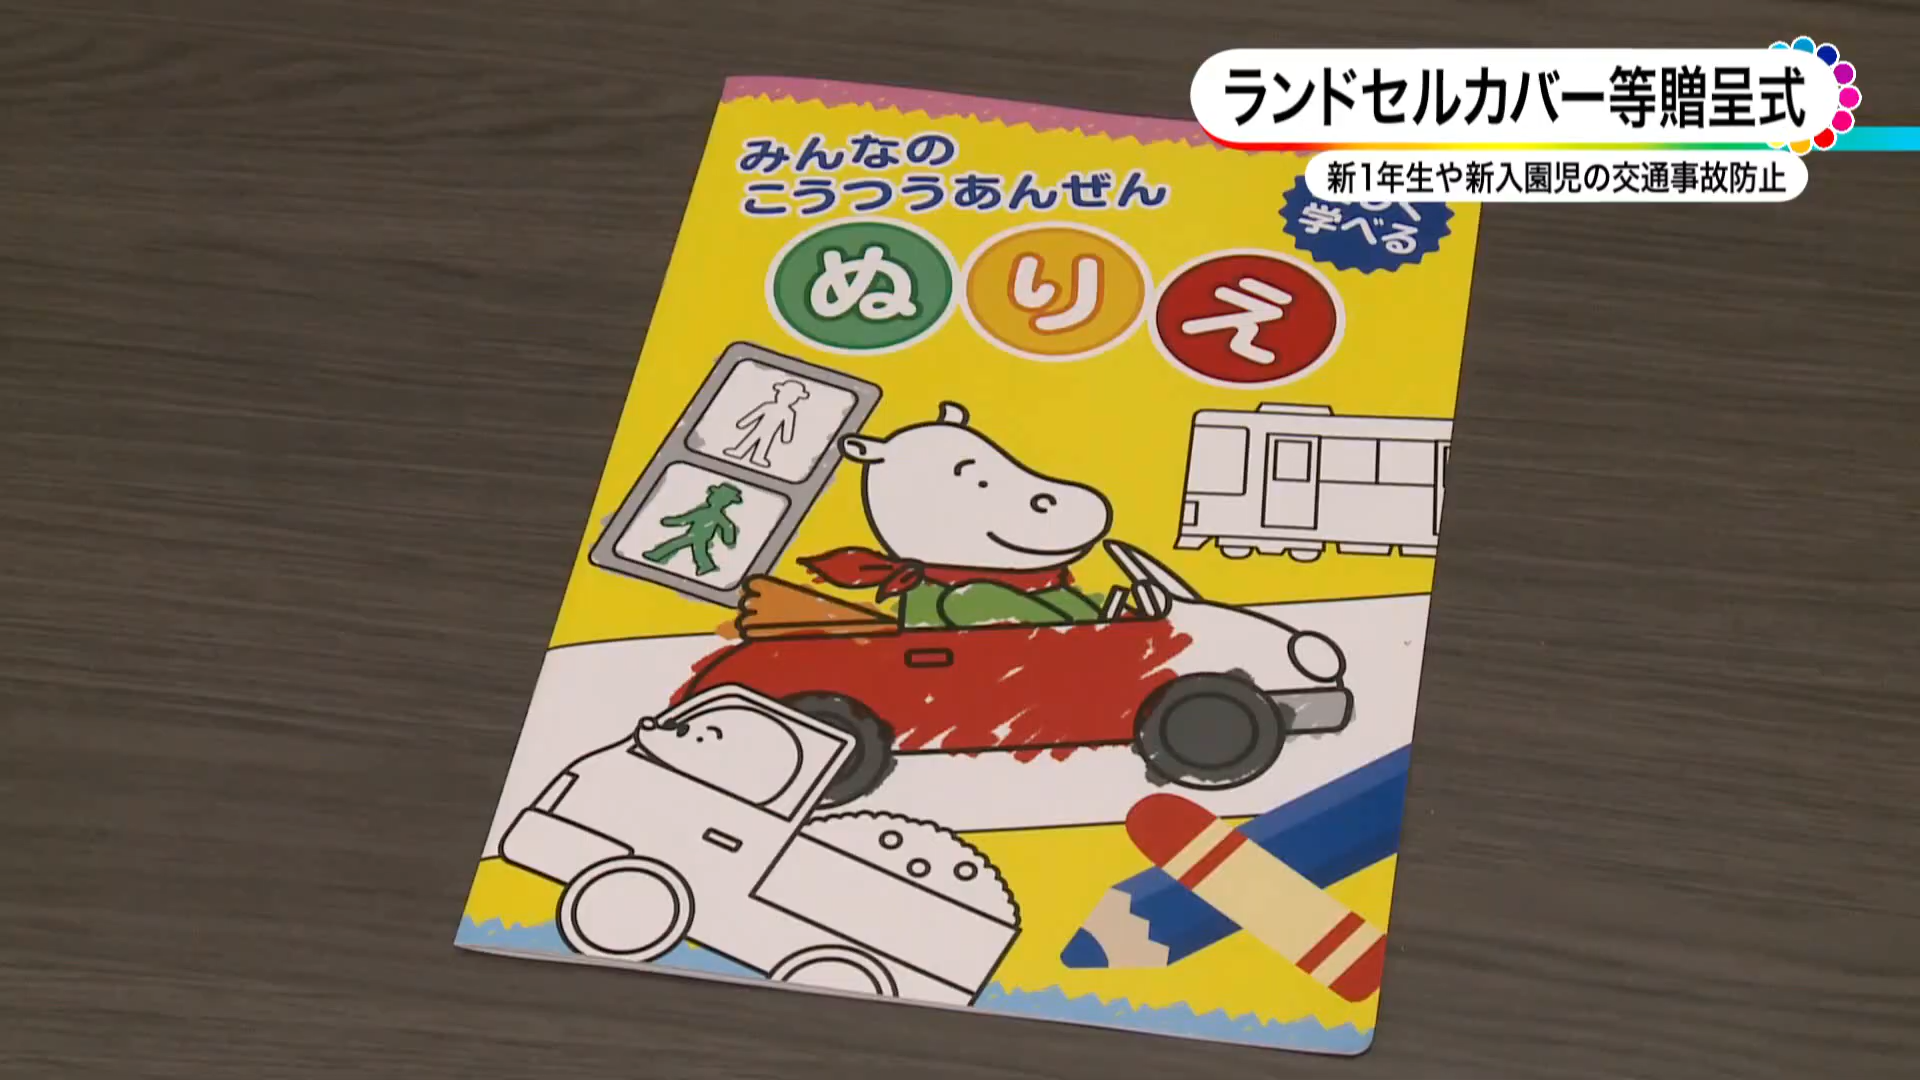 ランドセルカバー等贈呈式
新1年生や新入園児の交通事故防止
みんなの
こうつうあんぜん
学べる
ぬりえ